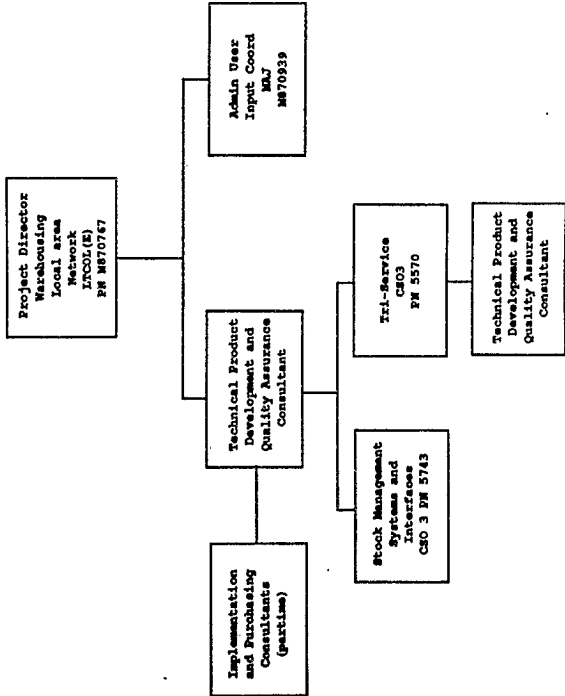 Project Director
Warehousing
Local area
Network
LTCOL(E)
PN M870767
Admin User
Input Coord
MAJ
M870939
Technical Product
Development and
Quality Assurance
Consultant
Implementation
and Purchasing
Consultants
(partime)
Tri-Service
CSO3
PN 5570
Stock Management
Systems and
Interfaces
CSO 3 PN 5743
Technical Product
Development and
Quality Assurance
Consultant